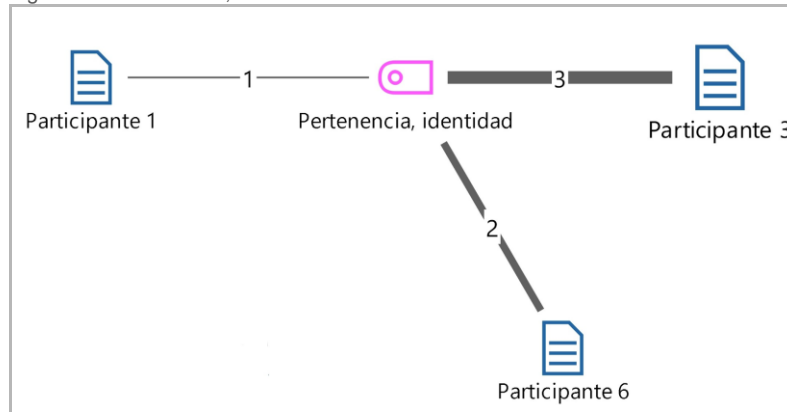 1
3
Participante 1
Pertenencia, identidad
Participante 3
2
Participante 6